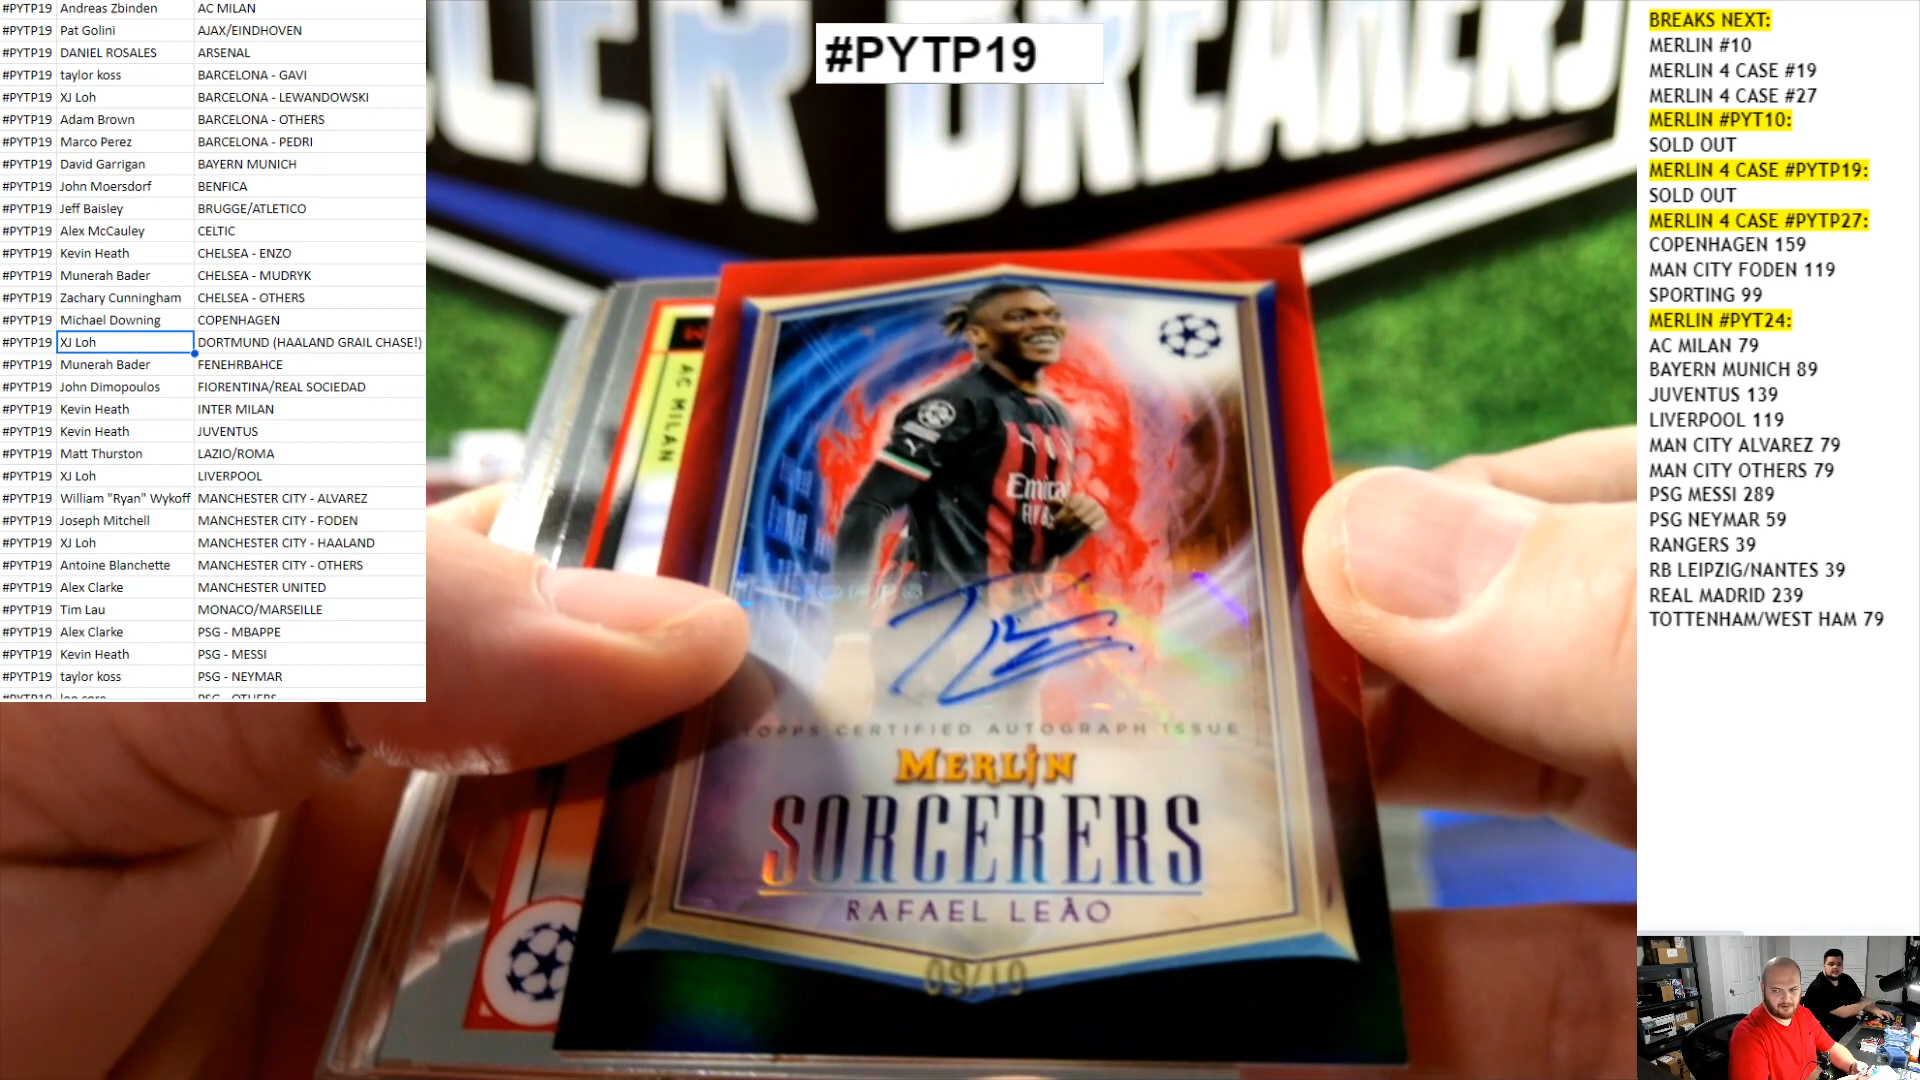 #PYTP19 Andreas Zbinden AC MILAN
#PYTP19 Pat Golini AJAX/EINDHOVEN
#PYTP19 DANIEL ROSALES ARSENAL
#PYTP19 taylor koss BARCELONA - GAVI
#PYTP19 XJ Loh BARCELONA - LEWANDOWSKI
#PYTP19 Adam Brown BARCELONA - OTHERS
#PYTP19 Marco Perez BARCELONA - PEDRI
#PYTP19 David Garrigan BAYERN MUNICH
#PYTP19 John Moersdorf BENFICA
#PYTP19 Jeff Baisley BRUGGE/ATLETICO
#PYTP19 Alex McCauley CELTIC
#PYTP19 Kevin Heath CHELSEA - ENZO
#PYTP19 Munerah Bader CHELSEA - MUDRYK
#PYTP19 Zachary Cunningham CHELSEA - OTHERS
#PYTP19 Michael Downing COPENHAGEN
#PYTP19 XJ Loh DORTMUND (HAALAND GRAIL CHASE!)
#PYTP19 Munerah Bader FENEHRBAHCE
#PYTP19 John Dimopoulos FIORENTINA/REAL SOCIEDAD
#PYTP19 Kevin Heath INTER MILAN
#PYTP19 Kevin Heath JUVENTUS
#PYTP19 Matt Thurston LAZIO/ROMA
#PYTP19 XJ Loh LIVERPOOL
#PYTP19 William "Ryan" Wykoff MANCHESTER CITY - ALVAREZ
#PYTP19 Joseph Mitchell MANCHESTER CITY - FODEN
#PYTP19 XJ Loh MANCHESTER CITY - HAALAND
#PYTP19 Antoine Blanchette MANCHESTER CITY - OTHERS
#PYTP19 Alex Clarke MANCHESTER UNITED
#PYTP19 Tim Lau MONACO/MARSEILLE
#PYTP19 Alex Clarke PSG - MBAPPE
#PYTP19 Kevin Heath PSG - MESSI
#PYTP19 taylor koss PSG - NEYMAR
#PYTP19
BREAKERS
AC MILAN
TOPPS CERTIFIED AUTOGRAPH ISSUE
MERLIN
SORCERERS
RAFAEL LEÃO
09/10
BREAKS NEXT:
MERLIN #10
MERLIN 4 CASE #19
MERLIN 4 CASE #27
MERLIN #PYT10:
SOLD OUT
MERLIN 4 CASE #PYTP19:
SOLD OUT
MERLIN 4 CASE #PYTP27:
COPENHAGEN 159
MAN CITY FODEN 119
SPORTING 99
MERLIN #PYT24:
AC MILAN 79
BAYERN MUNICH 89
JUVENTUS 139
LIVERPOOL 119
MAN CITY ALVAREZ 79
MAN CITY OTHERS 79
PSG MESSI 289
PSG NEYMAR 59
RANGERS 39
RB LEIPZIG/NANTES 39
REAL MADRID 239
TOTTENHAM/WEST HAM 79